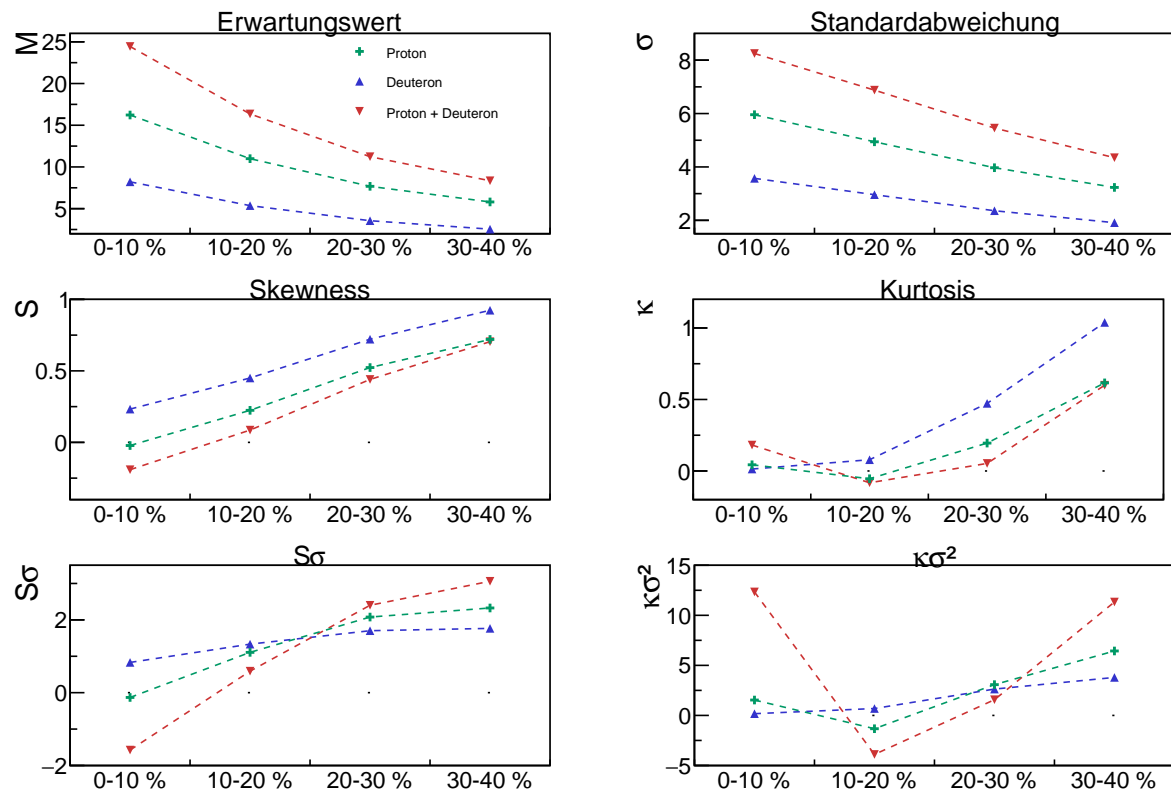 Erwartungswert
M
25
20
15
10
5
Proton
Deuteron
Proton + Deuteron
0-10 % 10-20 % 20-30 % 30-40 %
Standardabweichung
σ
8
6
4
2
0-10 % 10-20 % 20-30 % 30-40 %
Skewness
S
1
0.5
0
0-10 % 10-20 % 20-30 % 30-40 %
Kurtosis
κ
1
0.5
0
0-10 % 10-20 % 20-30 % 30-40 %
Sσ
Sσ
2
0
−2
0-10 % 10-20 % 20-30 % 30-40 %
κσ²
κσ²
15
10
5
0
−5
0-10 % 10-20 % 20-30 % 30-40 %